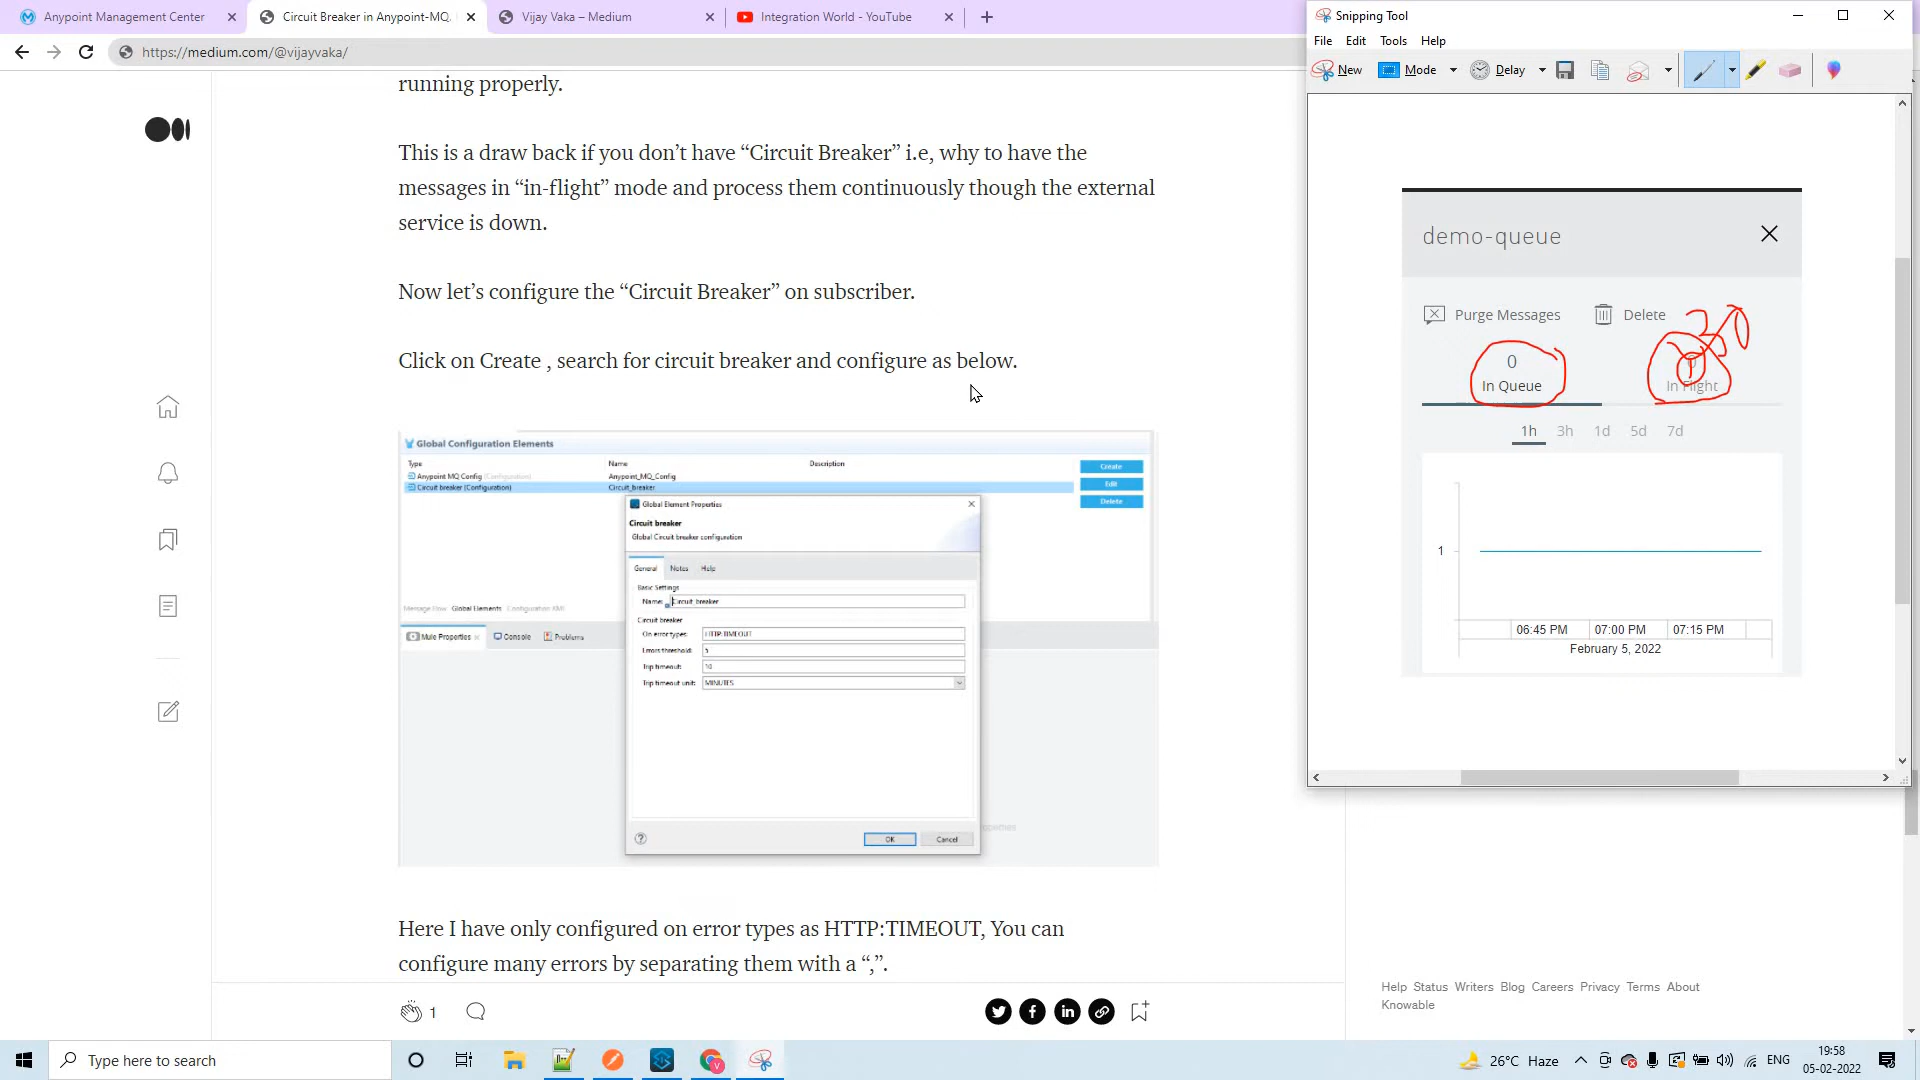 Anypoint Management Center
Circuit Breaker in Anypoint-MQ.
Vijay Vaka – Medium
Integration World - YouTube
https://medium.com/@vijayvaka/
running properly.
This is a draw back if you don’t have “Circuit Breaker” i.e, why to have the
messages in “in-flight” mode and process them continuously though the external
service is down.
Now let’s configure the “Circuit Breaker” on subscriber.
Click on Create , search for circuit breaker and configure as below.
Global Configuration Elements
Type Name Description
Anypoint MQ Config (Configuration) Anypoint_MQ_Config
Circuit breaker (Configuration) Circuit_breaker
Create
Edit
Delete
Global Element Properties
Circuit breaker
Global Circuit breaker configuration
General Notes Help
Basic Settings
Name: Circuit_breaker
Circuit breaker
On error types: HTTP:TIMEOUT
Errors threshold: 5
Trip timeout: 10
Trip timeout unit: MINUTES
OK Cancel
Message Flow Global Elements Configuration XML
Mule Properties Console Problems
Here I have only configured on error types as HTTP:TIMEOUT, You can
configure many errors by separating them with a “,”.
1
Snipping Tool
File Edit Tools Help
New Mode Delay
demo-queue
Purge Messages Delete
0
In Queue In Flight
1h 3h 1d 5d 7d
1
06:45 PM 07:00 PM 07:15 PM
February 5, 2022
Help Status Writers Blog Careers Privacy Terms About
Knowable
Type here to search
26°C Haze
ENG
19:58
05-02-2022